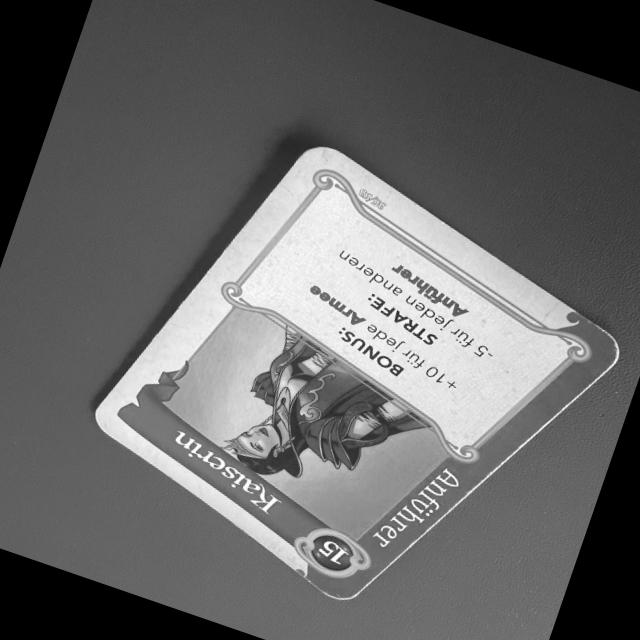 15
Kaiserin
Anführer
BONUS:
+10 für jede Armee
STRAFE:
-5 für jeden anderen
Anführer